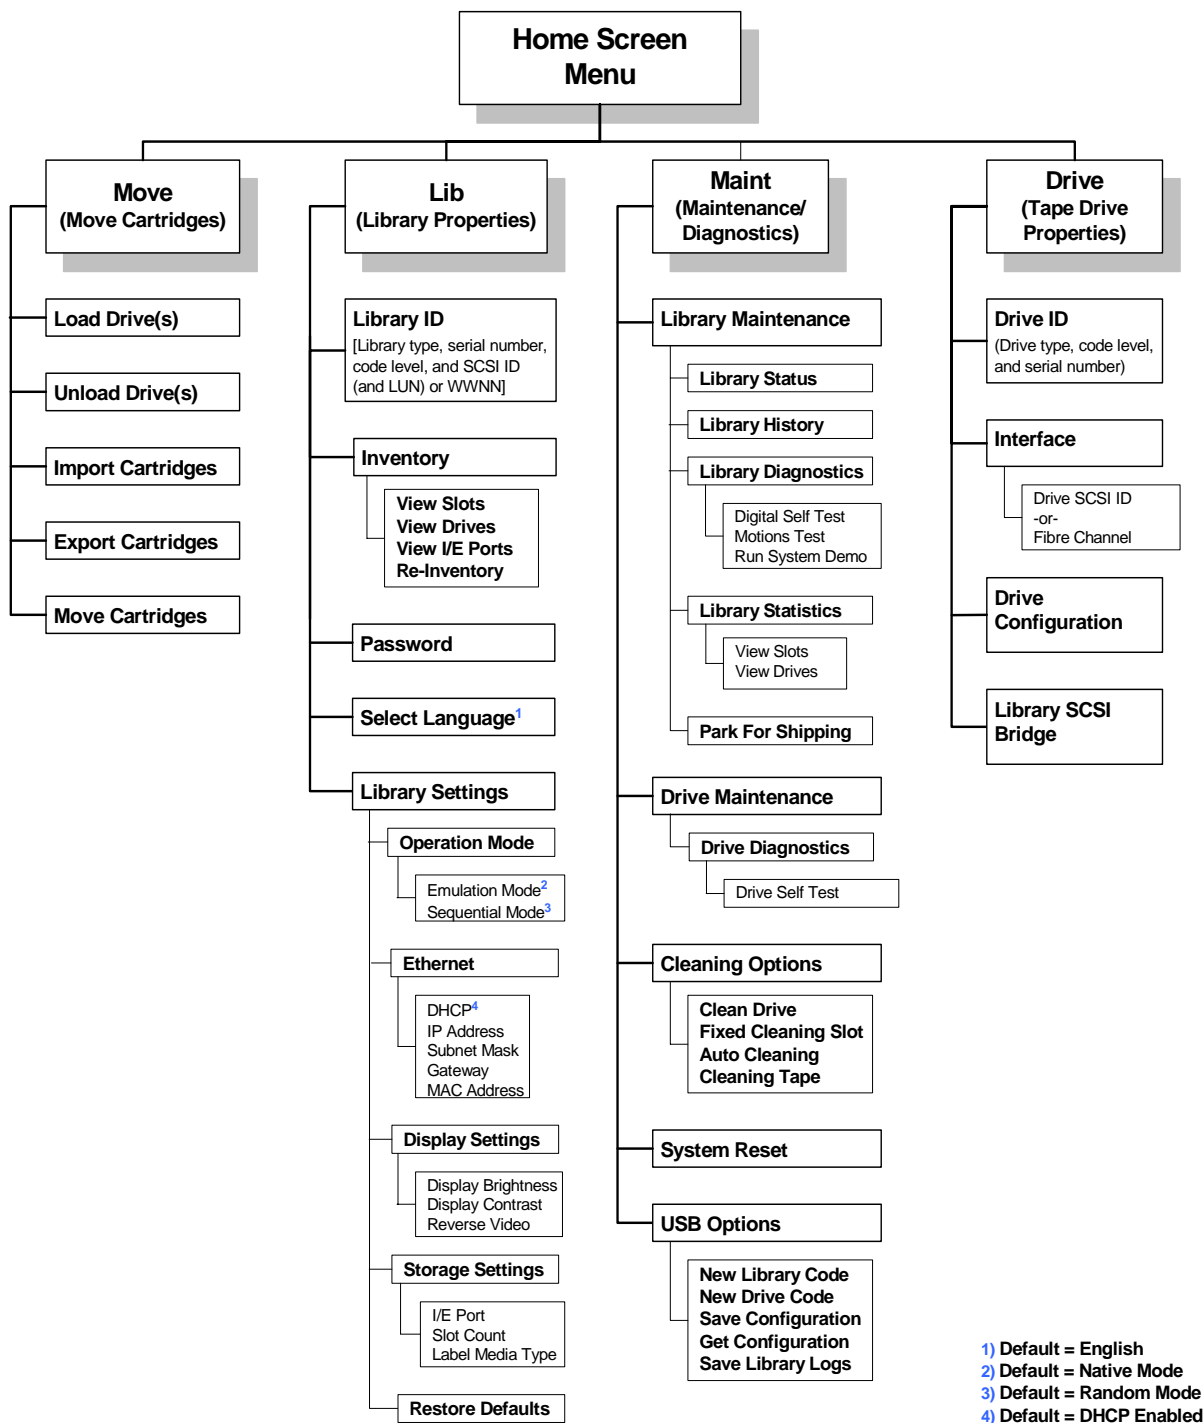 Home Screen
Menu
Move
(Move Cartridges)
Load Drive(s)
Unload Drive(s)
Import Cartridges
Export Cartridges
Move Cartridges
Lib
(Library Properties)
Library ID
[Library type, serial number,
code level, and SCSI ID
(and LUN) or WWNN]
Inventory
View Slots
View Drives
View I/E Ports
Re-Inventory
Password
Select Language1
Library Settings
Operation Mode
Emulation Mode2
Sequential Mode3
Ethernet
DHCP4
IP Address
Subnet Mask
Gateway
MAC Address
Display Settings
Display Brightness
Display Contrast
Reverse Video
Storage Settings
I/E Port
Slot Count
Label Media Type
Restore Defaults
Maint
(Maintenance/
Diagnostics)
Library Maintenance
Library Status
Library History
Library Diagnostics
Digital Self Test
Motions Test
Run System Demo
Library Statistics
View Slots
View Drives
Park For Shipping
Drive Maintenance
Drive Diagnostics
Drive Self Test
Cleaning Options
Clean Drive
Fixed Cleaning Slot
Auto Cleaning
Cleaning Tape
System Reset
USB Options
New Library Code
New Drive Code
Save Configuration
Get Configuration
Save Library Logs
Drive
(Tape Drive
Properties)
Drive ID
(Drive type, code level,
and serial number)
Interface
Drive SCSI ID
-or-
Fibre Channel
Drive
Configuration
Library SCSI
Bridge
1) Default = English
2) Default = Native Mode
3) Default = Random Mode
4) Default = DHCP Enabled